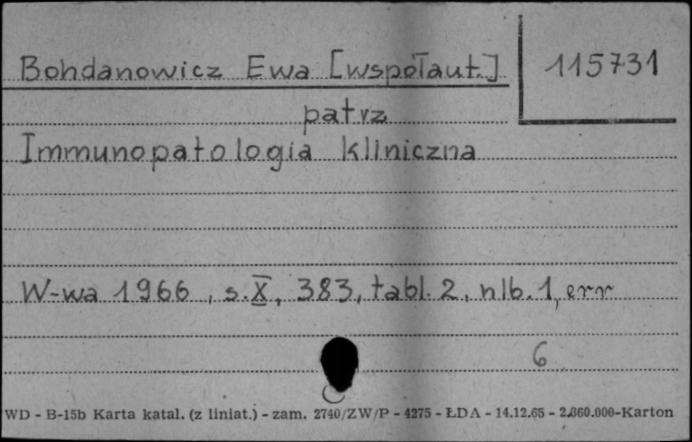 Bohdanowicz Ewa [współaut.]
115731
patrz
Immunopatologia kliniczna
W-wa 1966, s.X, 383, tabl. 2, nlb. 1, err
6
WD - B-15b Karta katal. (z liniat.) - zam. 2740/ZW/P - 4275 - ŁDA - 14.12.65 - 2.860.000-Karton